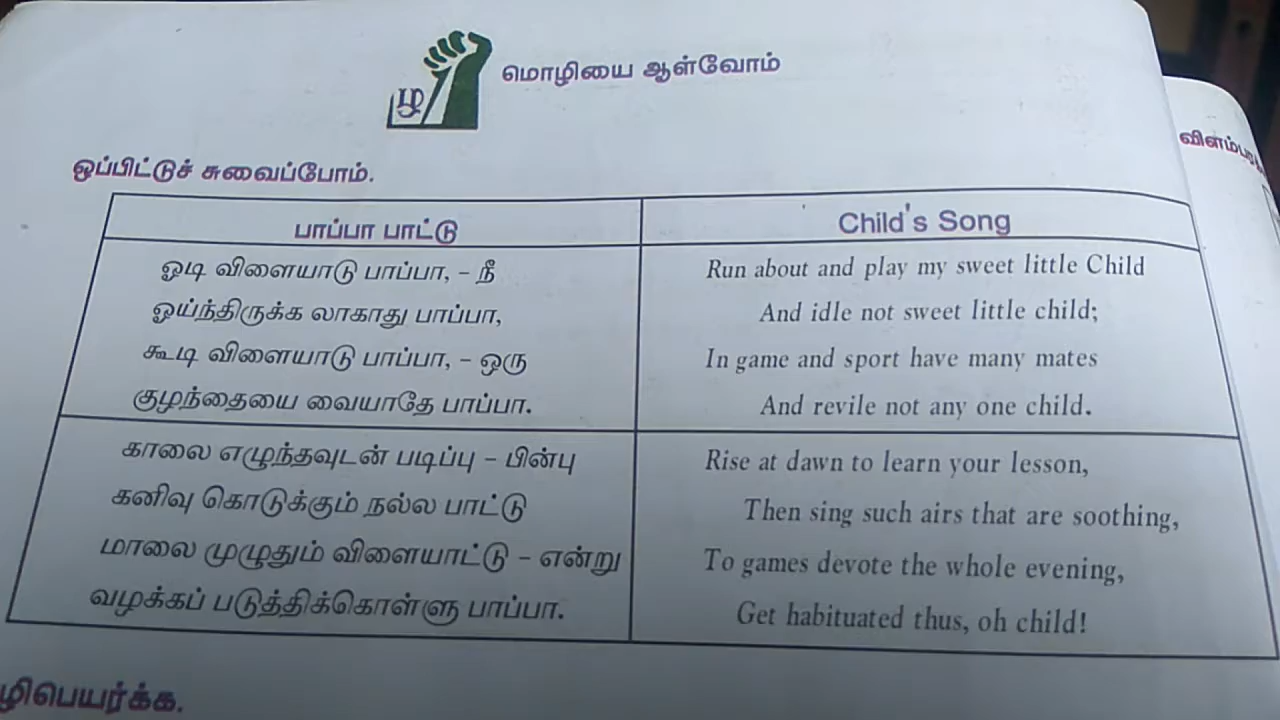 ழ
மொழியை ஆள்வோம்
ஒப்பிட்டுச் சுவைப்போம்.
பாப்பா பாட்டு
ஓடி விளையாடு பாப்பா, – நீ
ஓய்ந்திருக்க லாகாது பாப்பா,
கூடி விளையாடு பாப்பா, – ஒரு
குழந்தையை வையாதே பாப்பா.
Child's Song
Run about and play my sweet little Child
And idle not sweet little child;
In game and sport have many mates
And revile not any one child.
காலை எழுந்தவுடன் படிப்பு – பின்பு
கனிவு கொடுக்கும் நல்ல பாட்டு
மாலை முழுதும் விளையாட்டு – என்று
வழக்கப் படுத்திக்கொள்ளு பாப்பா.
Rise at dawn to learn your lesson,
Then sing such airs that are soothing,
To games devote the whole evening,
Get habituated thus, oh child!
ழிபெயர்க்க.